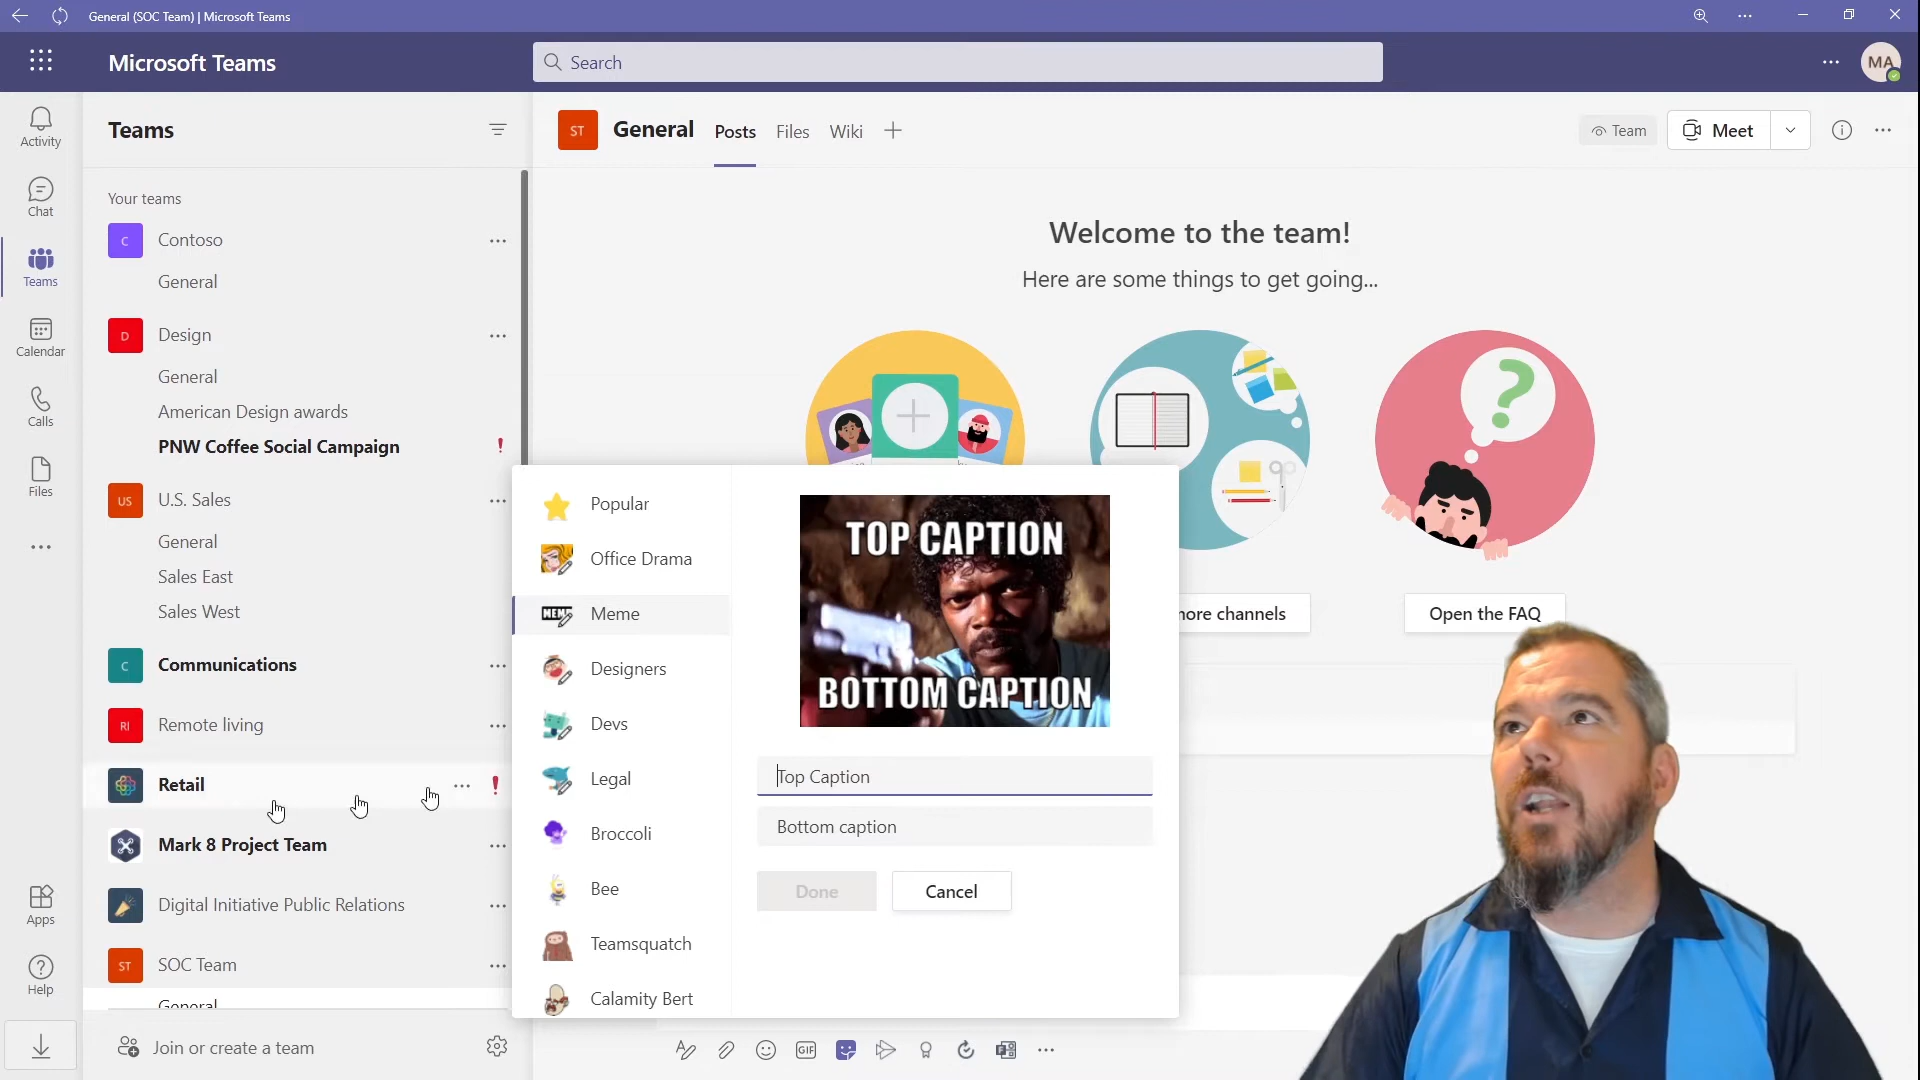 General (SOC Team) | Microsoft Teams
Microsoft Teams
Search
MA
Activity
Chat
Teams
Calendar
Calls
Files
Apps
Help
Teams
Your teams
C Contoso
General
D Design
General
American Design awards
PNW Coffee Social Campaign
US U.S. Sales
General
Sales East
Sales West
C Communications
RI Remote living
Retail
Mark 8 Project Team
Digital Initiative Public Relations
ST SOC Team
General
Join or create a team
ST General Posts Files Wiki
Team
Meet
Welcome to the team!
Here are some things to get going...
more channels
Open the FAQ
Popular
Office Drama
MEME Meme
Designers
Devs
Legal
Broccoli
Bee
Teamsquatch
Calamity Bert
TOP CAPTION
BOTTOM CAPTION
Top Caption
Bottom caption
Done
Cancel
GIF